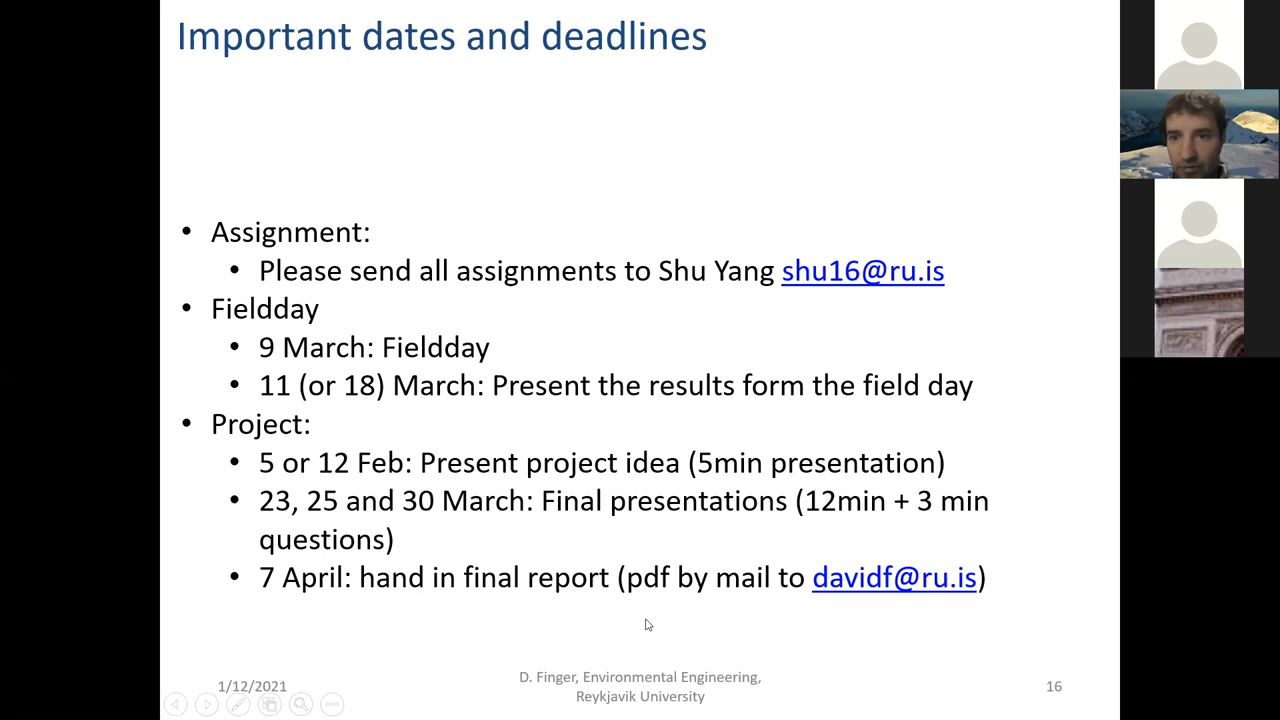 Important dates and deadlines
• Assignment:
• Please send all assignments to Shu Yang shu16@ru.is
• Fieldday
• 9 March: Fieldday
• 11 (or 18) March: Present the results form the field day
• Project:
• 5 or 12 Feb: Present project idea (5min presentation)
• 23, 25 and 30 March: Final presentations (12min + 3 min
questions)
• 7 April: hand in final report (pdf by mail to davidf@ru.is)
1/12/2021
D. Finger, Environmental Engineering,
Reykjavik University
16